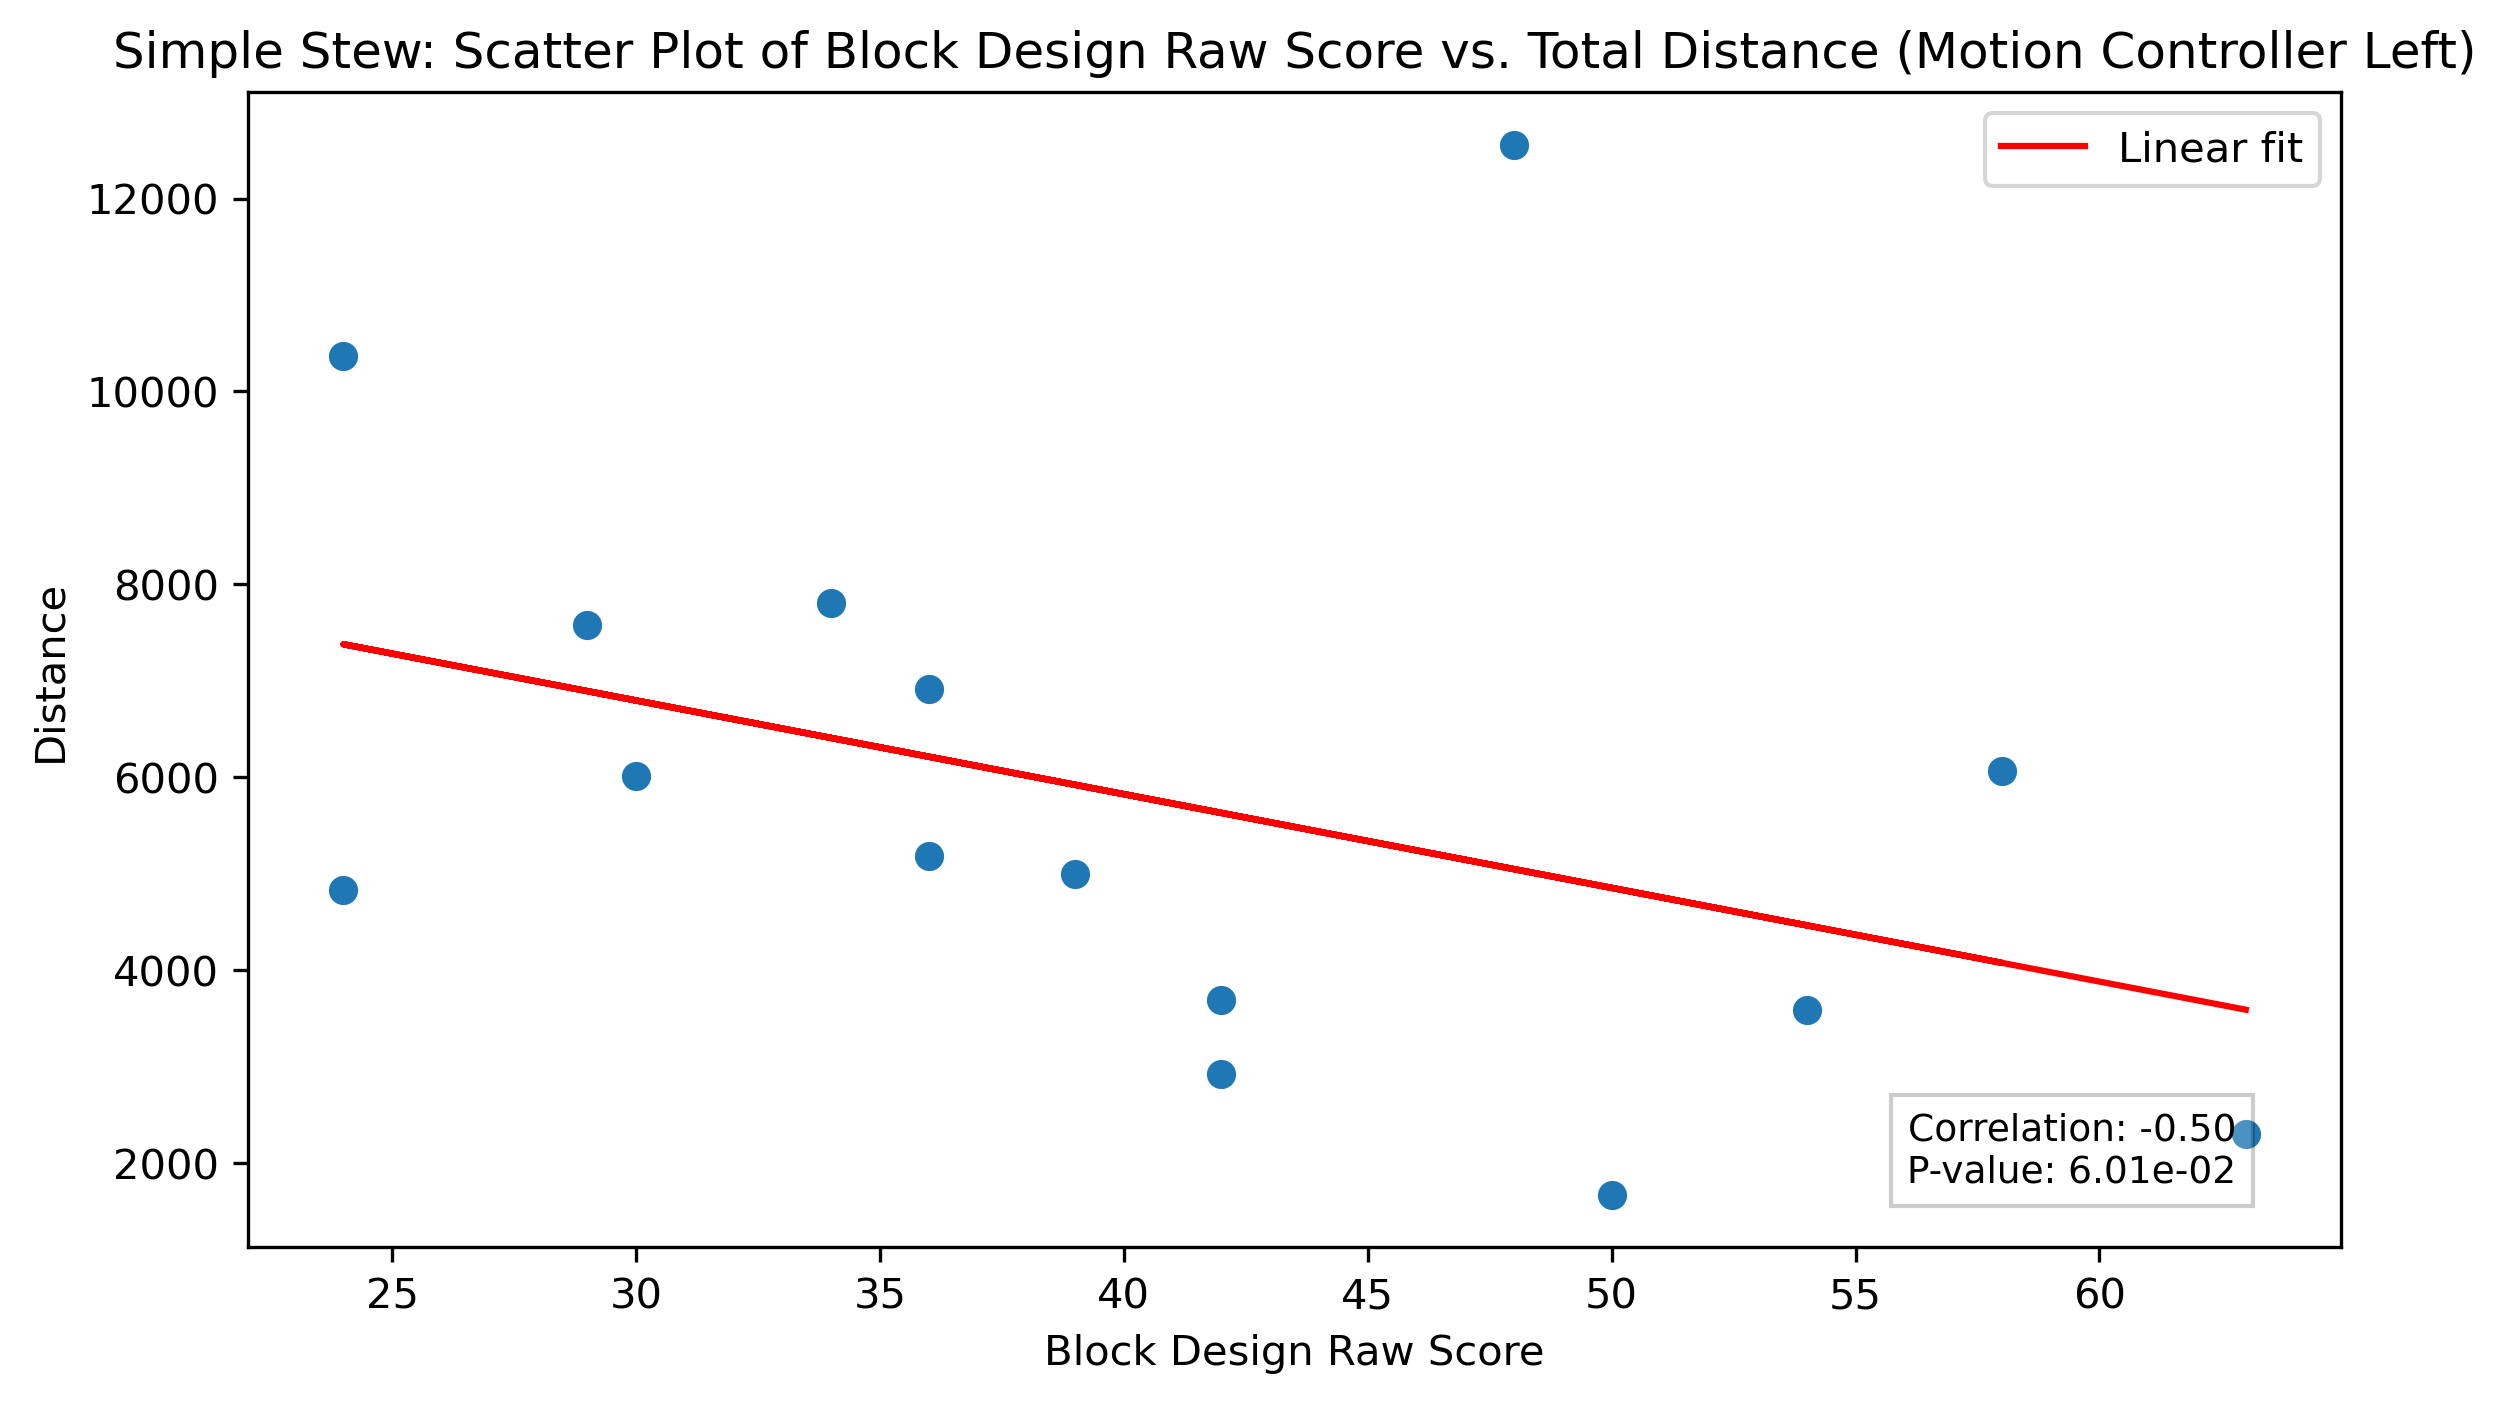 Simple Stew: Scatter Plot of Block Design Raw Score vs. Total Distance (Motion Controller Left)
Linear fit
12000
10000
8000
6000
4000
2000
Distance
Correlation: -0.50
P-value: 6.01e-02
25 30 35 40 45 50 55 60
Block Design Raw Score